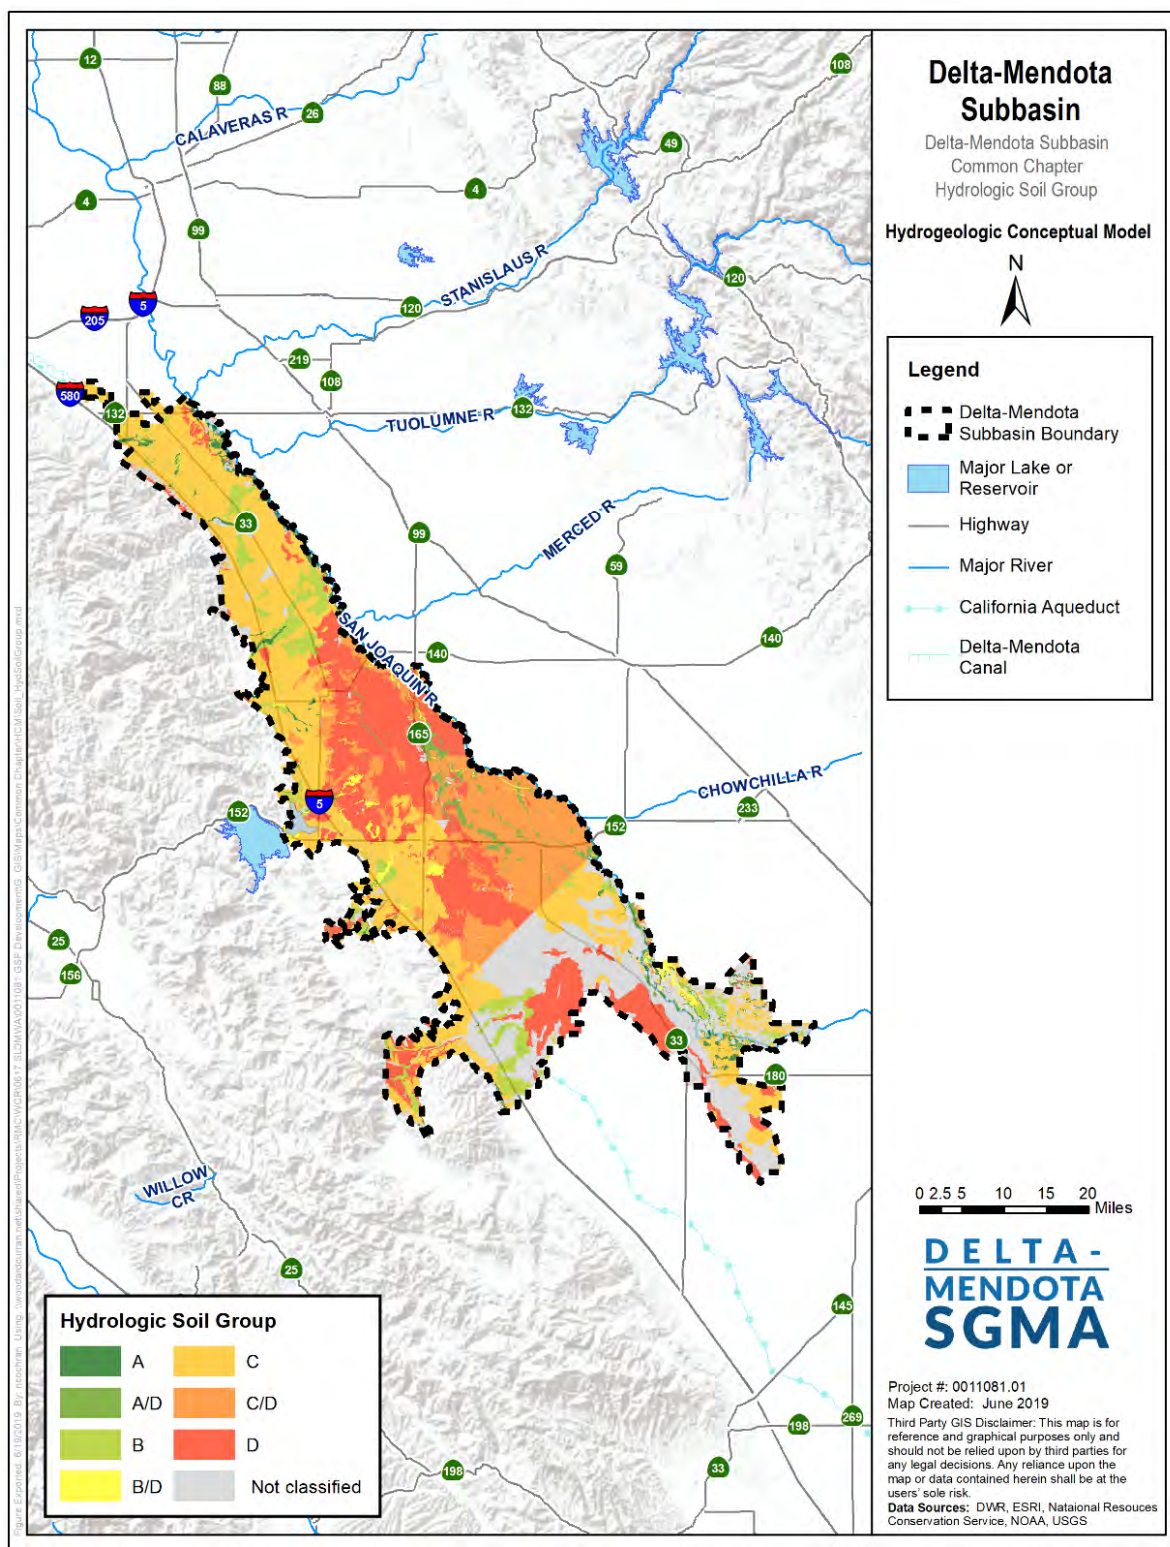 Delta-Mendota
Subbasin
Delta-Mendota Subbasin
Common Chapter
Hydrologic Soil Group
Hydrogeologic Conceptual Model
N
Legend
Delta-Mendota
Subbasin Boundary
Major Lake or
Reservoir
Highway
Major River
California Aqueduct
Delta-Mendota
Canal
0 2.5 5 10 15 20
Miles
DELTA-
MENDOTA
SGMA
Project #: 0011081.01
Map Created: June 2019
Third Party GIS Disclaimer: This map is for
reference and graphical purposes only and
should not be relied upon by third parties for
any legal decisions. Any reliance upon the
map or data contained herein shall be at the
users' sole risk.
Data Sources: DWR, ESRI, Nataional Resouces
Conservation Service, NOAA, USGS
12
108
88
26
CALAVERAS R
49
4
4
99
STANISLAUS R
120
5
205
120
219
108
580
132
TUOLUMNE R
132
33
99
MERCED R
59
SAN JOAQUIN R
140
140
165
CHOWCHILLA R
5
152
233
152
25
156
33
180
WILLOW
CR
25
145
269
198
198
33
Hydrologic Soil Group
A
C
A/D
C/D
B
D
B/D
Not classified